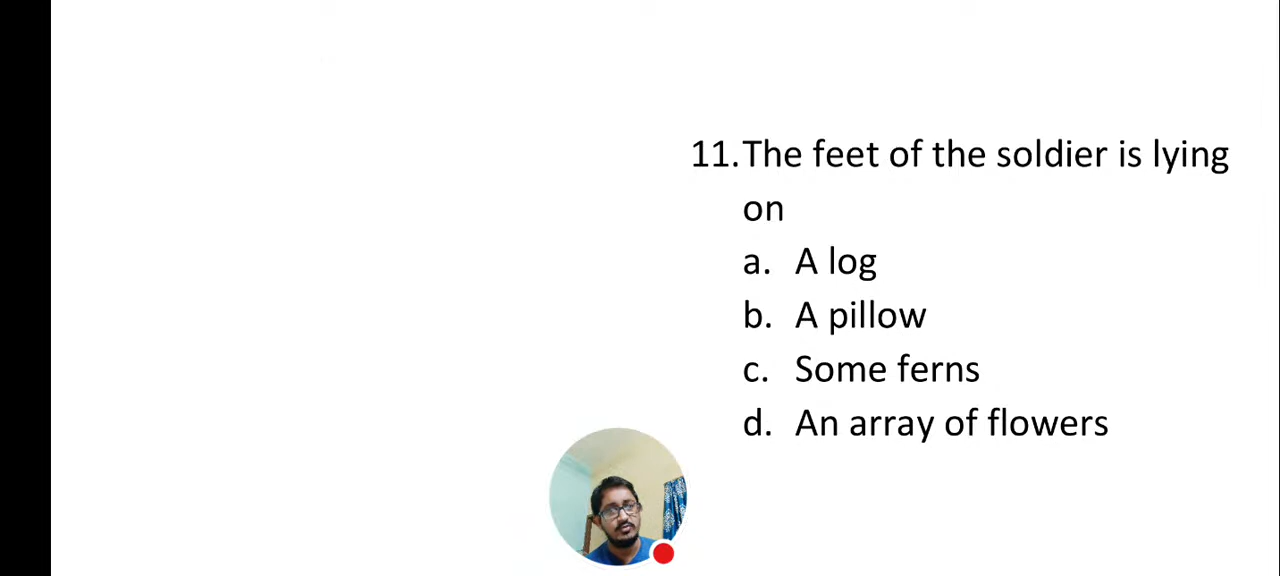 11. The feet of the soldier is lying
on
a. A log
b. A pillow
c. Some ferns
d. An array of flowers